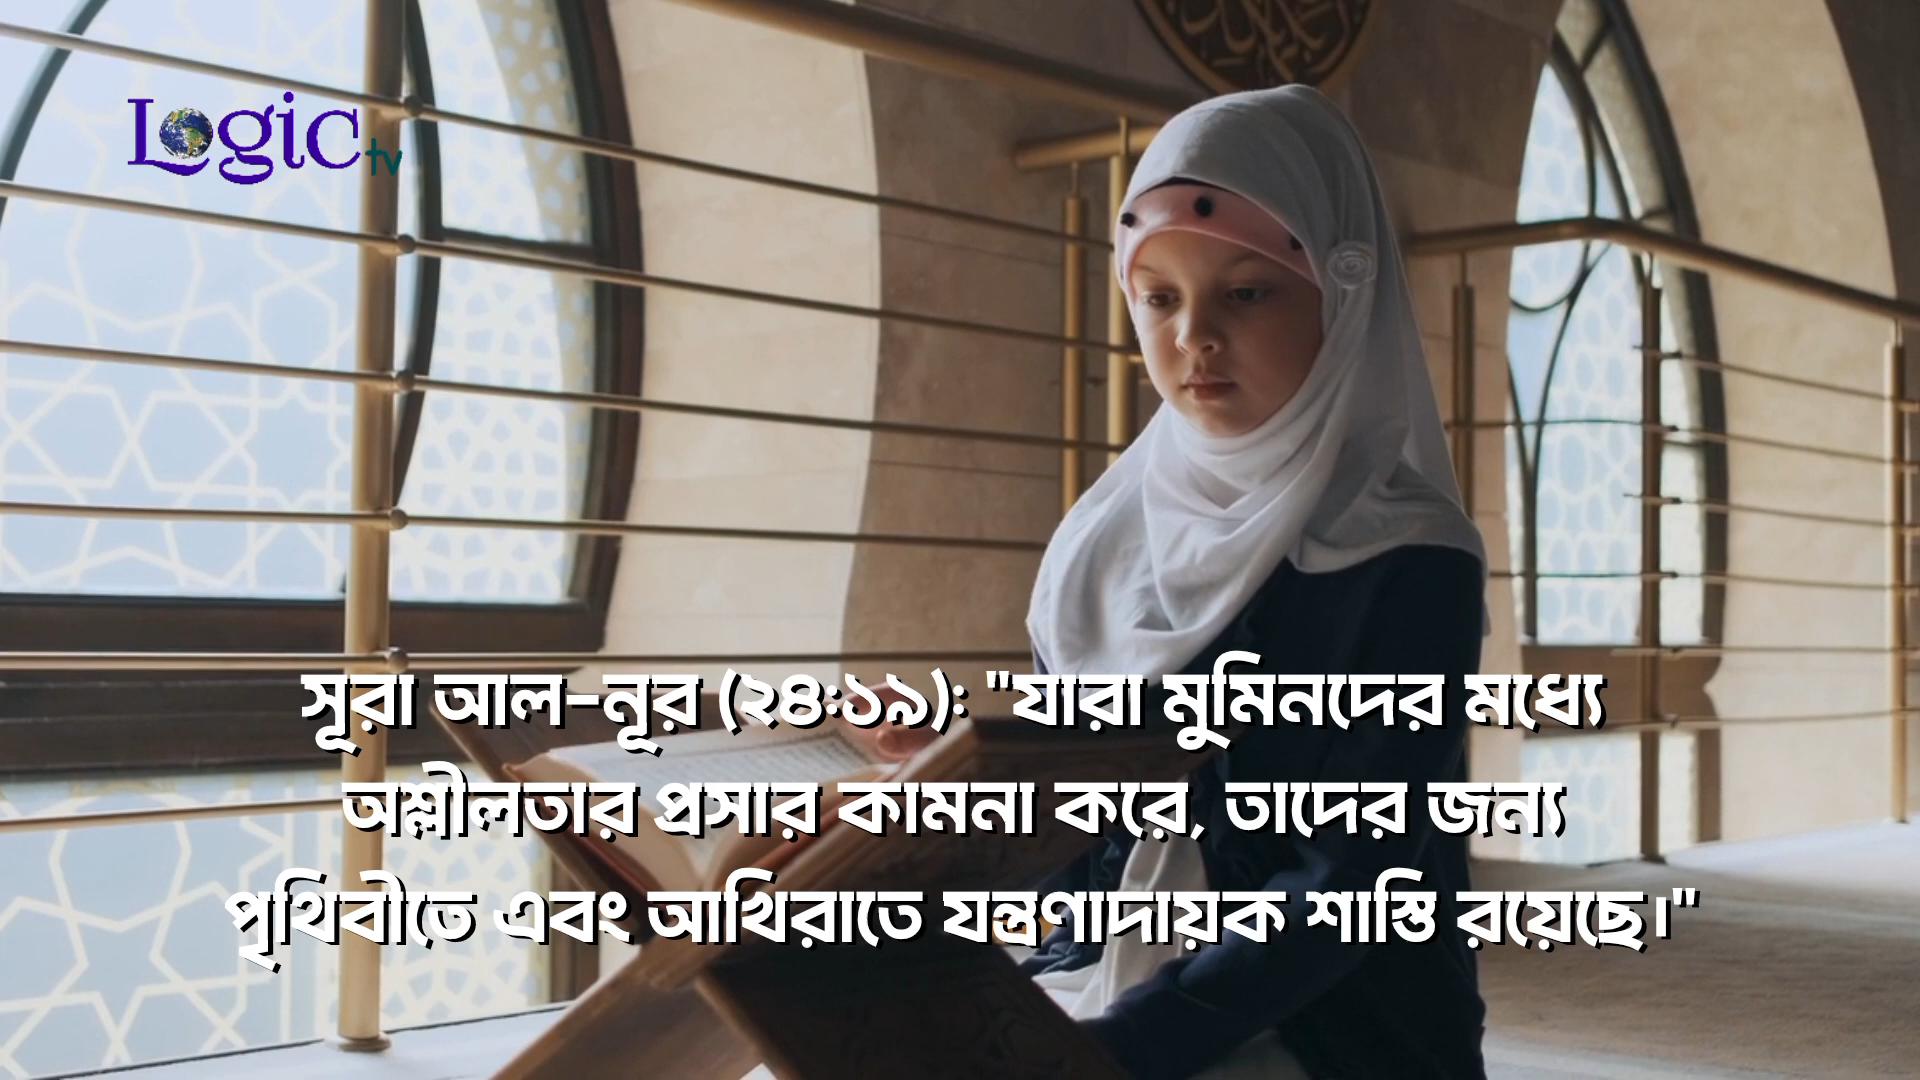 Logic tv
সূরা আল-নূর (২৪:১৯): "যারা মুমিনদের মধ্যে
অশ্লীলতার প্রসার কামনা করে, তাদের জন্য
পৃথিবীতে এবং আখিরাতে যন্ত্রণাদায়ক শাস্তি রয়েছে।"